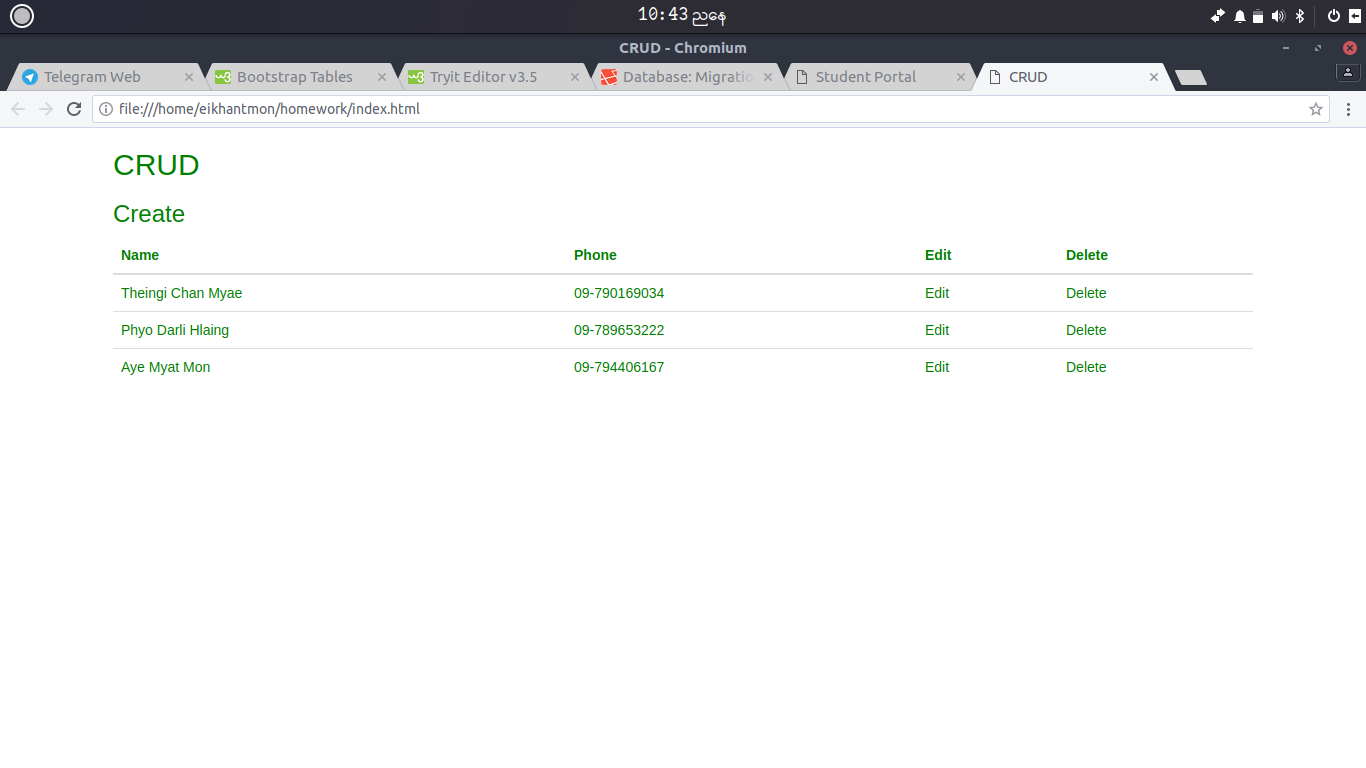 10:43 ညနေ
CRUD - Chromium
Telegram Web
Bootstrap Tables
Tryit Editor v3.5
Database: Migratio
Student Portal
CRUD
file:///home/eikhantmon/homework/index.html
CRUD
Create
Name Phone Edit Delete
Theingi Chan Myae 09-790169034 Edit Delete
Phyo Darli Hlaing 09-789653222 Edit Delete
Aye Myat Mon 09-794406167 Edit Delete